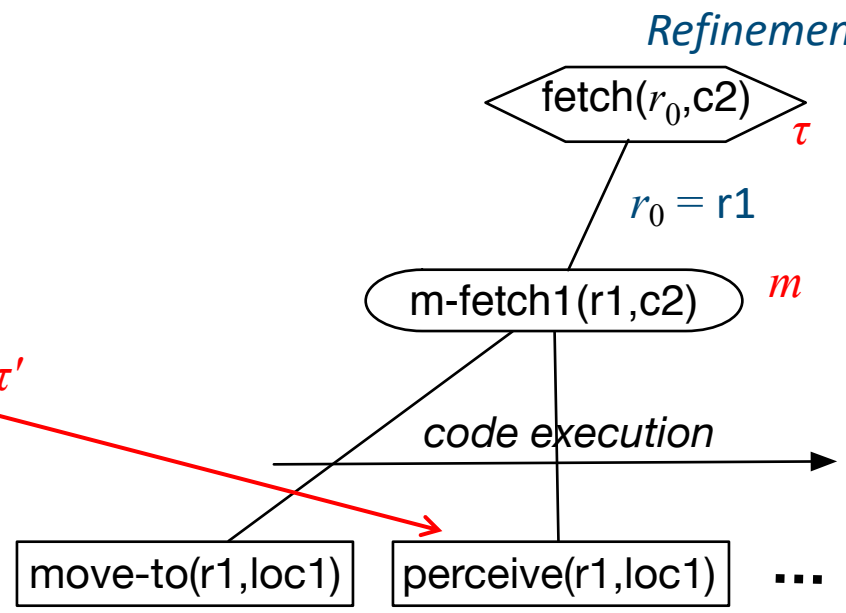 Refinemen
fetch(r₀,c2)
τ
r₀ = r1
m-fetch1(r1,c2)
m
τ′
code execution
move-to(r1,loc1)
perceive(r1,loc1)
...